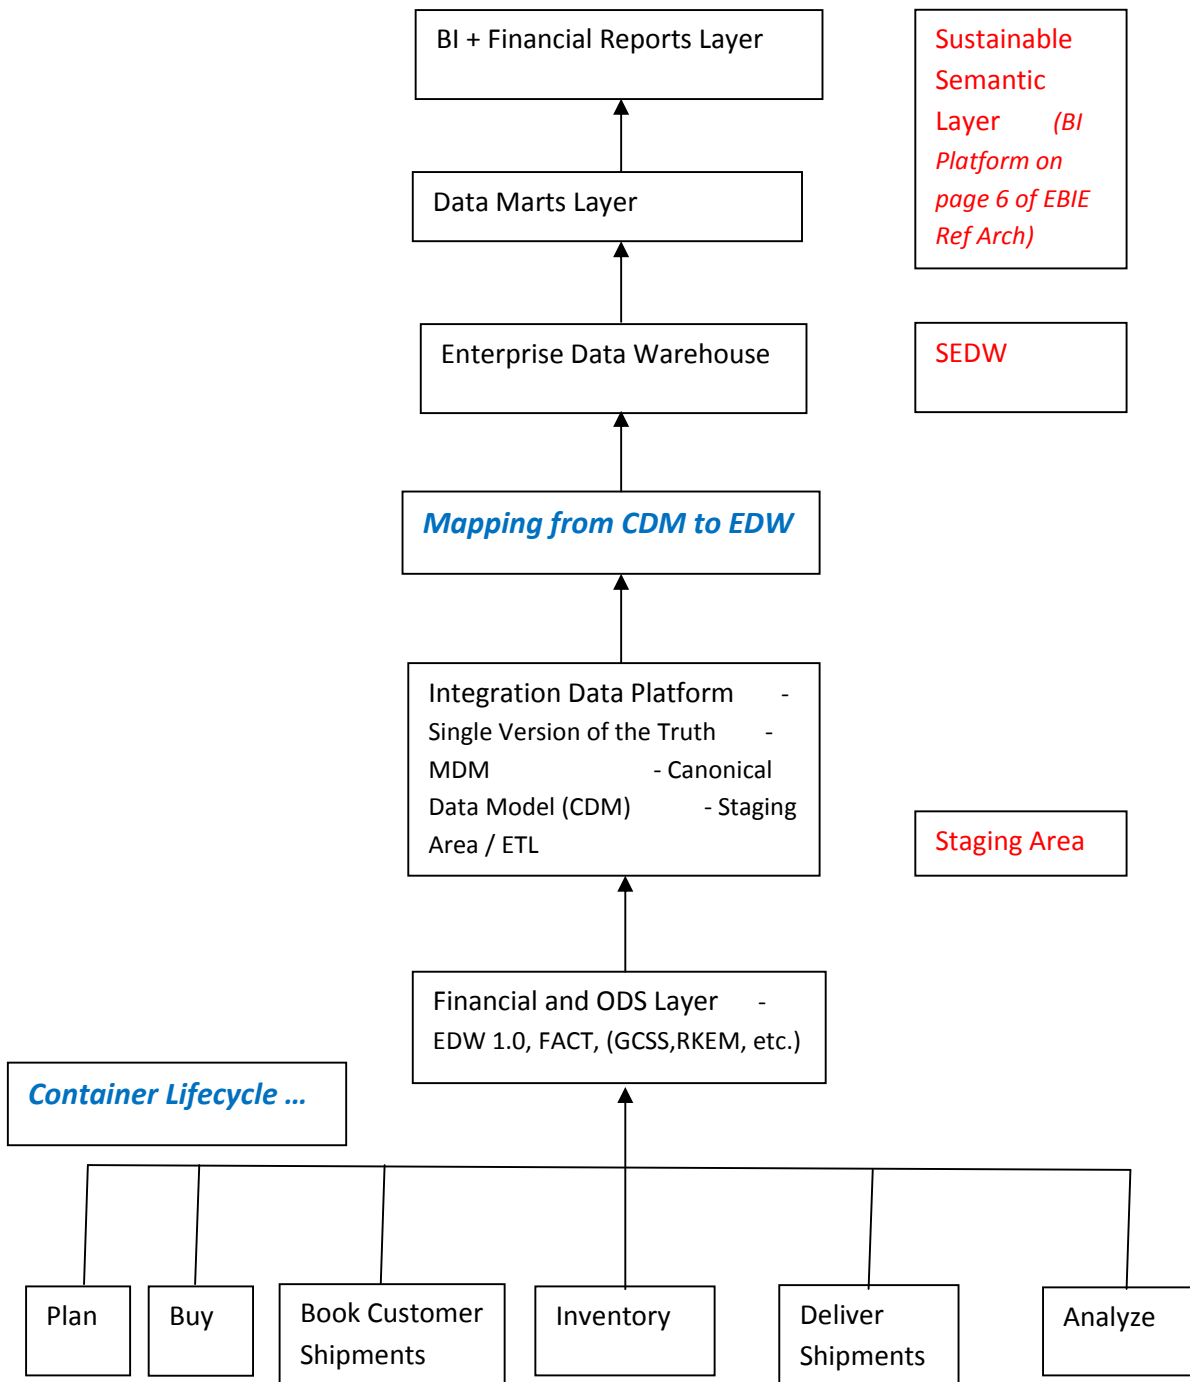 BI + Financial Reports Layer
Sustainable
Semantic
Layer (BI
Platform on
page 6 of EBIE
Ref Arch)
Data Marts Layer
Enterprise Data Warehouse
SEDW
Mapping from CDM to EDW
Integration Data Platform -
Single Version of the Truth -
MDM - Canonical
Data Model (CDM) - Staging
Area / ETL
Staging Area
Financial and ODS Layer -
EDW 1.0, FACT, (GCSS,RKEM, etc.)
Container Lifecycle ...
Plan
Buy
Book Customer
Shipments
Inventory
Deliver
Shipments
Analyze